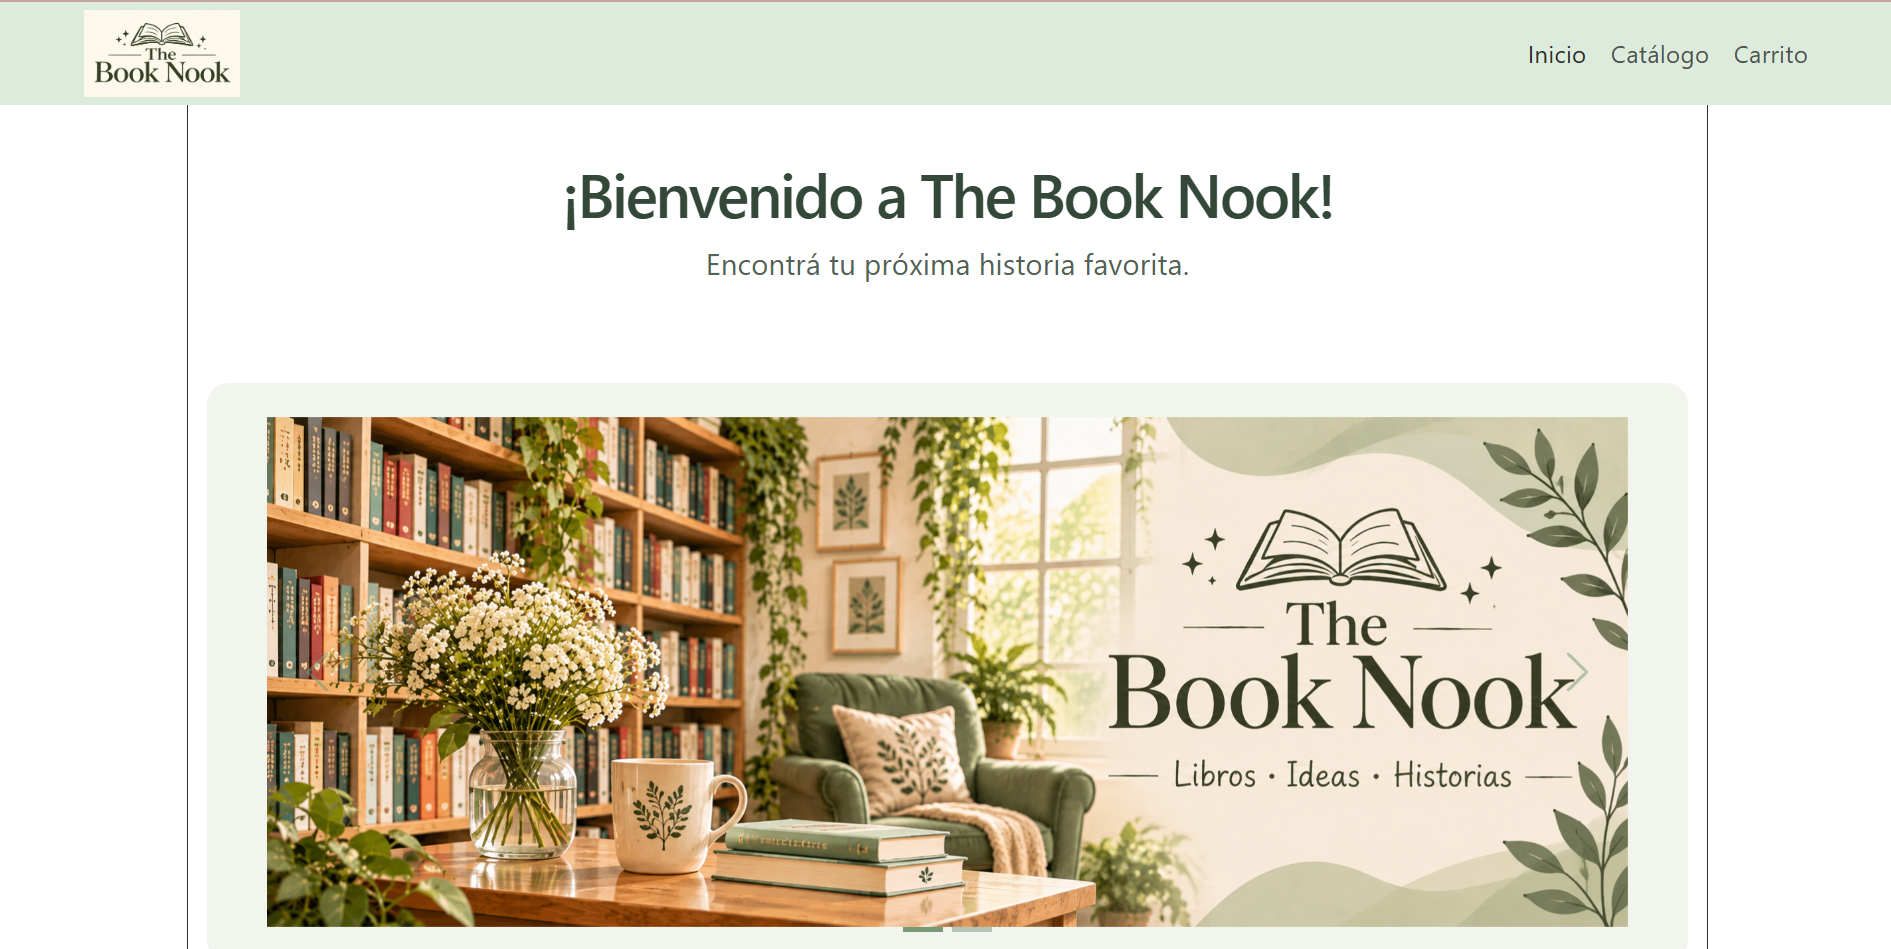 The
Book Nook
Inicio Catálogo Carrito
¡Bienvenido a The Book Nook!
Encontrá tu próxima historia favorita.
The
Book Nook
Libros • Ideas • Historias